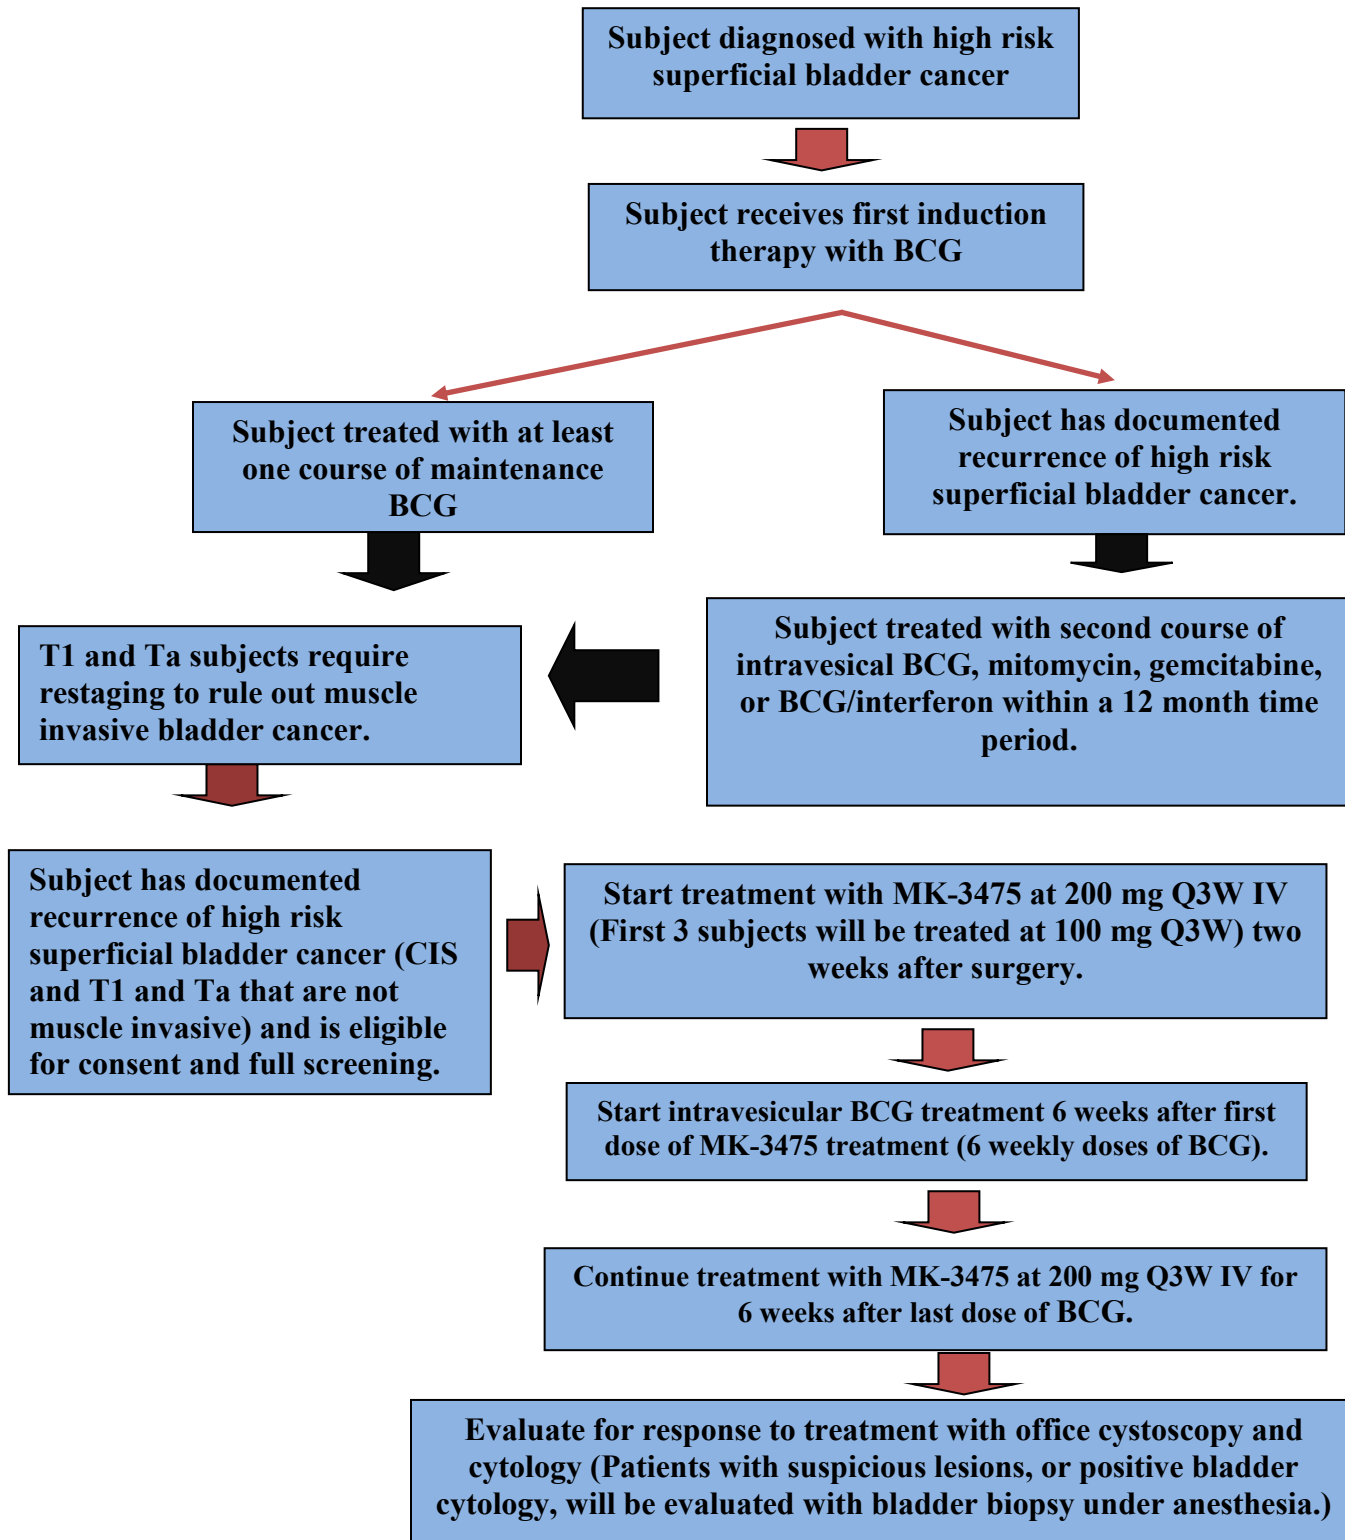 Subject diagnosed with high risk
superficial bladder cancer
Subject receives first induction
therapy with BCG
Subject treated with at least
one course of maintenance
BCG
Subject has documented
recurrence of high risk
superficial bladder cancer.
T1 and Ta subjects require
restaging to rule out muscle
invasive bladder cancer.
Subject treated with second course of
intravesical BCG, mitomycin, gemcitabine,
or BCG/interferon within a 12 month time
period.
Subject has documented
recurrence of high risk
superficial bladder cancer (CIS
and T1 and Ta that are not
muscle invasive) and is eligible
for consent and full screening.
Start treatment with MK-3475 at 200 mg Q3W IV
(First 3 subjects will be treated at 100 mg Q3W) two
weeks after surgery.
Start intravesicular BCG treatment 6 weeks after first
dose of MK-3475 treatment (6 weekly doses of BCG).
Continue treatment with MK-3475 at 200 mg Q3W IV for
6 weeks after last dose of BCG.
Evaluate for response to treatment with office cystoscopy and
cytology (Patients with suspicious lesions, or positive bladder
cytology, will be evaluated with bladder biopsy under anesthesia.)